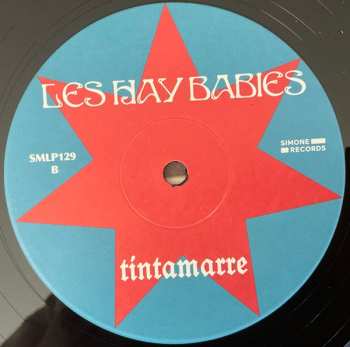 LES HAY BABIES
SMLP129
B
SIMONE
RECORDS
tintamarre